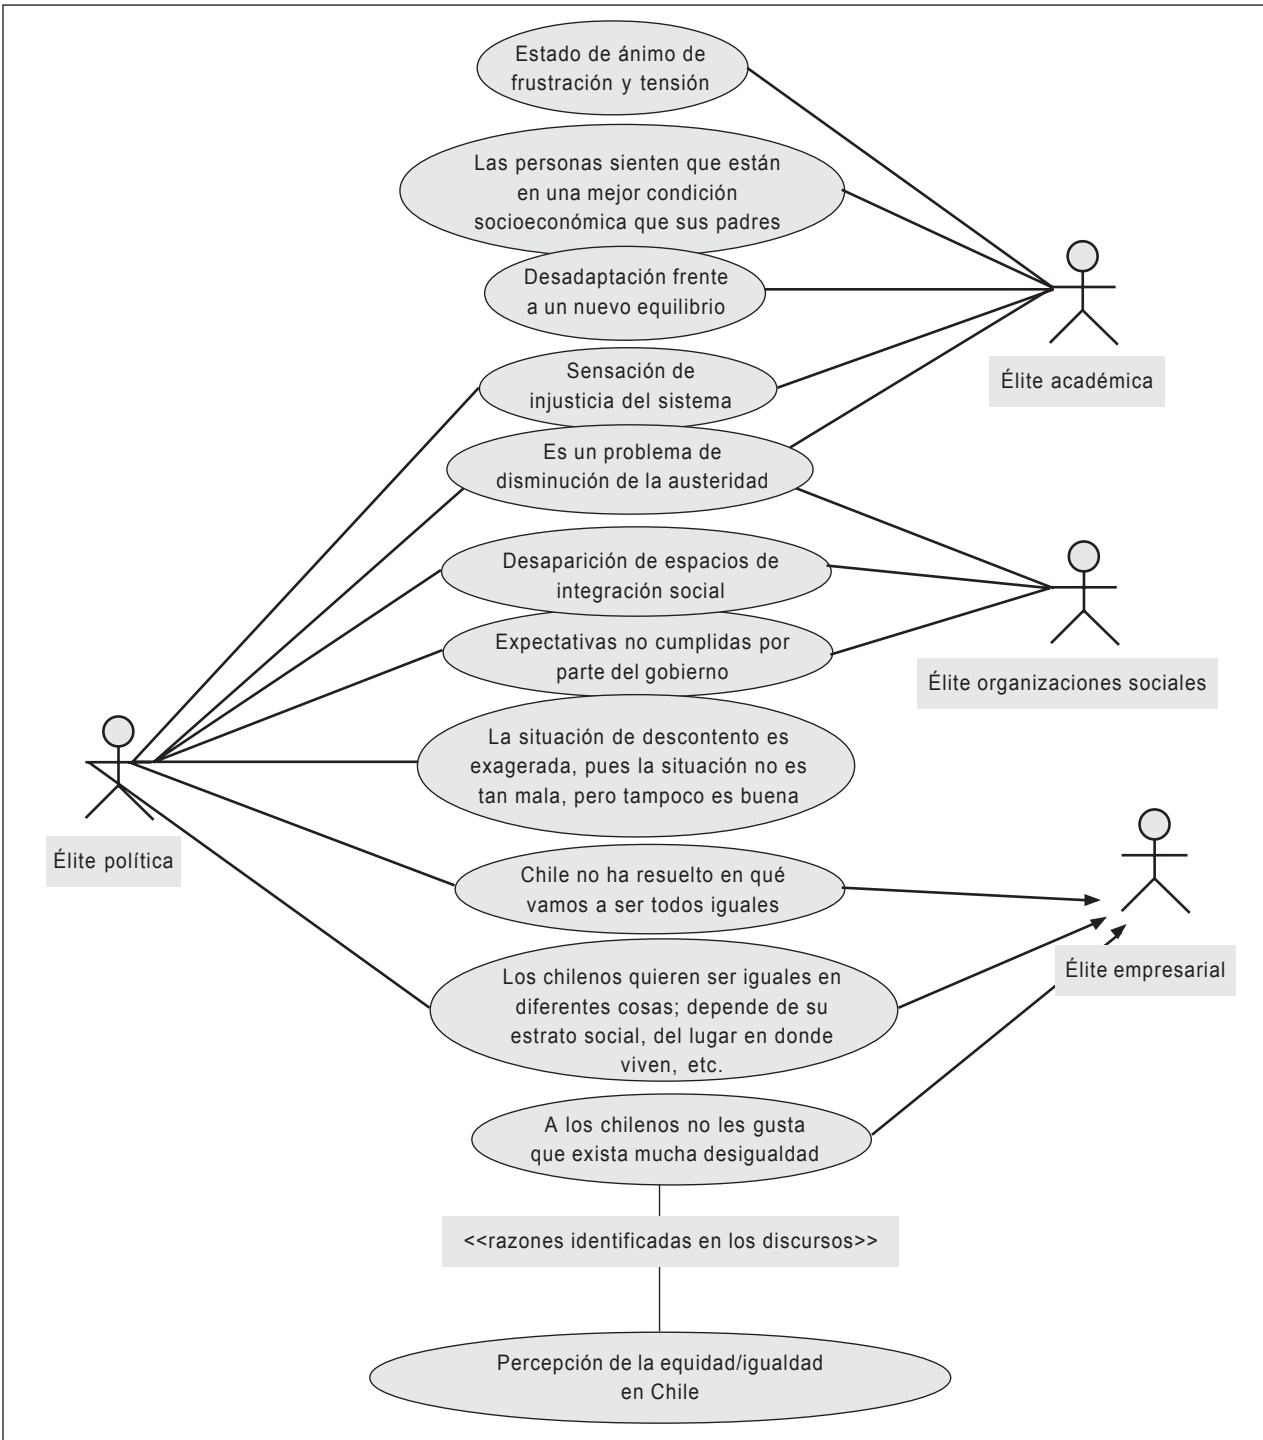 Estado de ánimo de
frustración y tensión
Las personas sienten que están
en una mejor condición
socioeconómica que sus padres
Desadaptación frente
a un nuevo equilibrio
Sensación de
injusticia del sistema
Élite académica
Es un problema de
disminución de la austeridad
Desaparición de espacios de
integración social
Expectativas no cumplidas por
parte del gobierno
Élite organizaciones sociales
La situación de descontento es
exagerada, pues la situación no es
tan mala, pero tampoco es buena
Élite política
Chile no ha resuelto en qué
vamos a ser todos iguales
Élite empresarial
Los chilenos quieren ser iguales en
diferentes cosas; depende de su
estrato social, del lugar en donde
viven, etc.
A los chilenos no les gusta
que exista mucha desigualdad
<<razones identificadas en los discursos>>
Percepción de la equidad/igualdad
en Chile